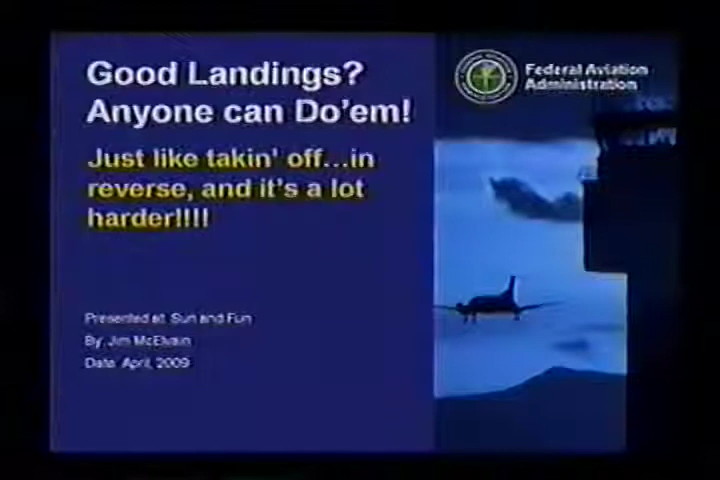 Good Landings?
Anyone can Do'em!
Just like takin' off...in
reverse, and it's a lot
harder!!!!
Presented at: Sun and Fun
By: Jim McElvain
Date: April, 2009
Federal Aviation
Administration